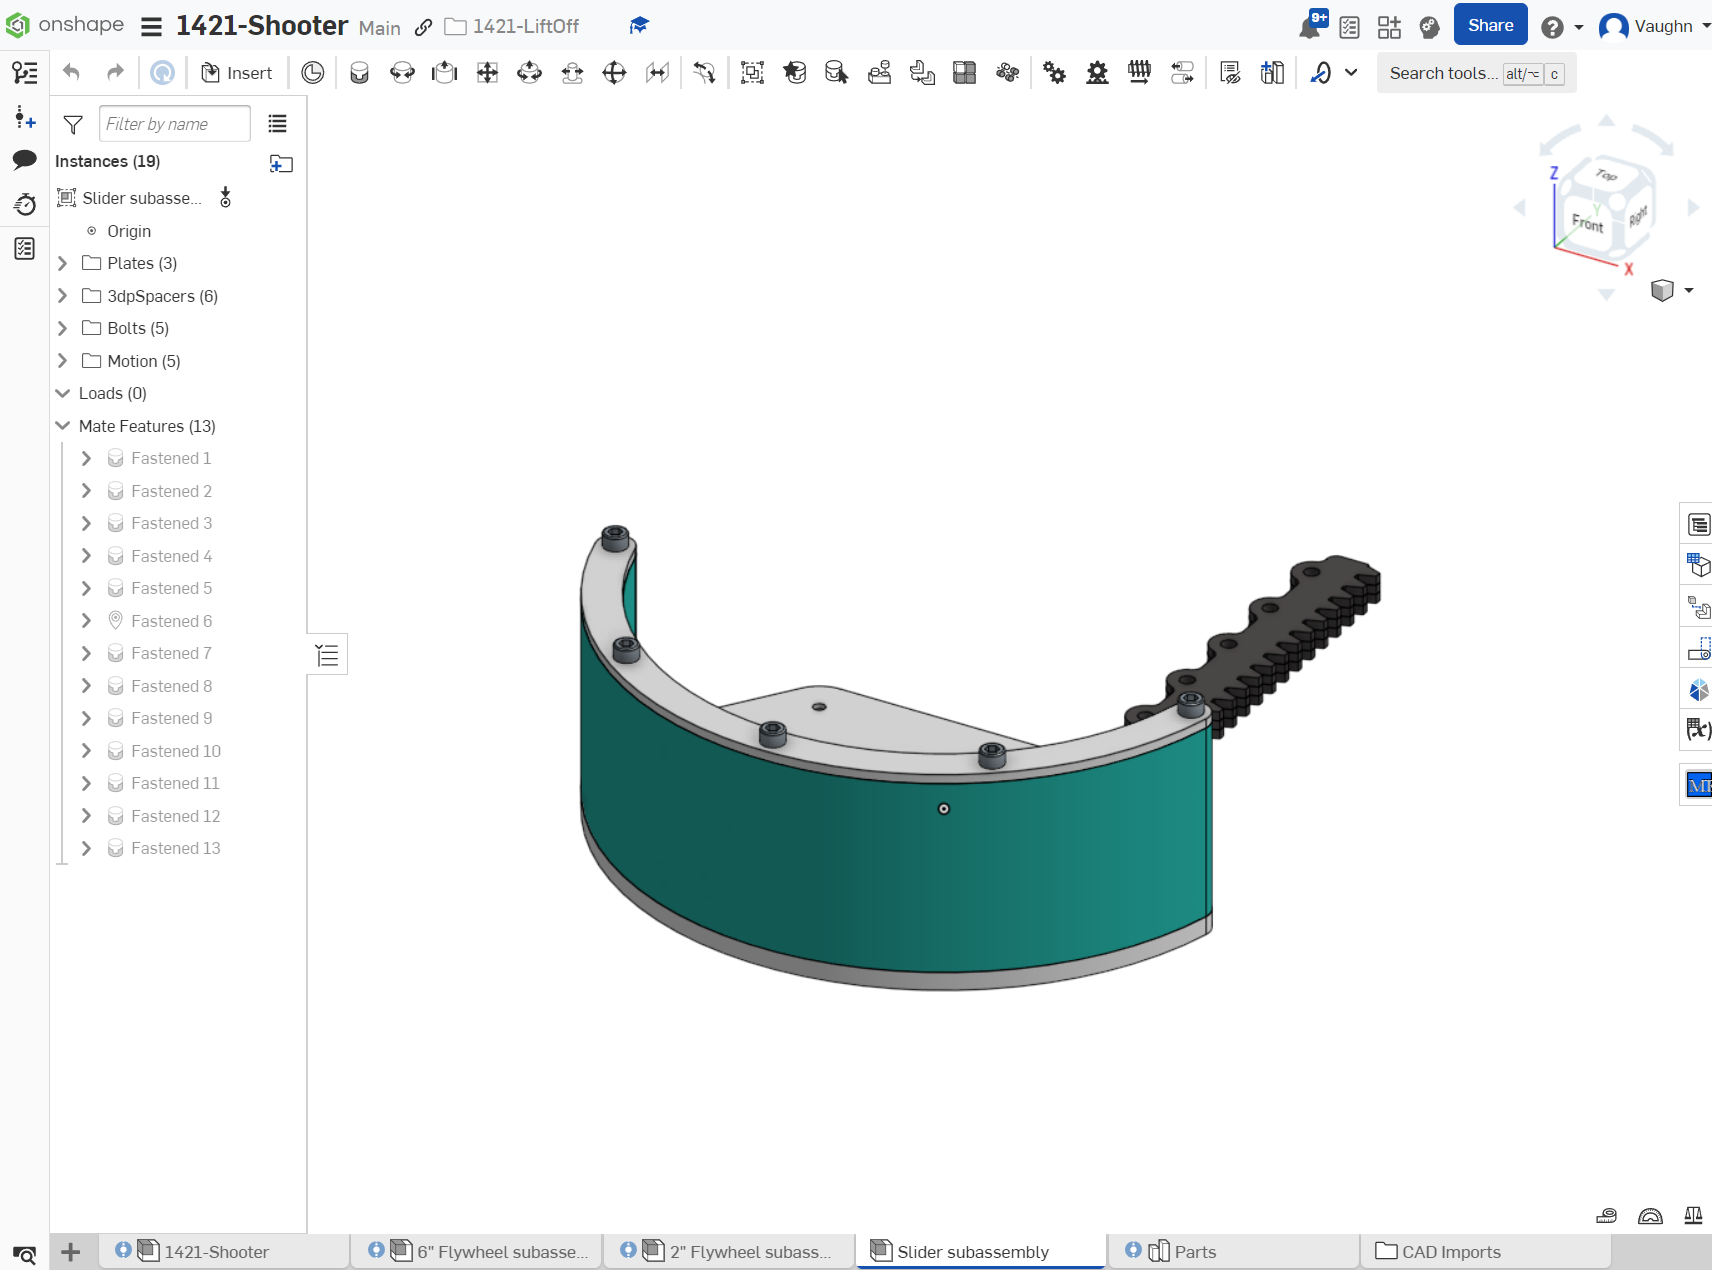 onshape 1421-Shooter Main 1421-LiftOff 9+ Share Vaughn
Insert Search tools... alt/⌥ c
Filter by name
Instances (19)
Slider subasse...
Origin
Plates (3)
3dpSpacers (6)
Bolts (5)
Motion (5)
Loads (0)
Mate Features (13)
Fastened 1
Fastened 2
Fastened 3
Fastened 4
Fastened 5
Fastened 6
Fastened 7
Fastened 8
Fastened 9
Fastened 10
Fastened 11
Fastened 12
Fastened 13
Z
Top
Y
Front Right
X
(x)
1421-Shooter 6" Flywheel subasse... 2" Flywheel subass... Slider subassembly Parts CAD Imports